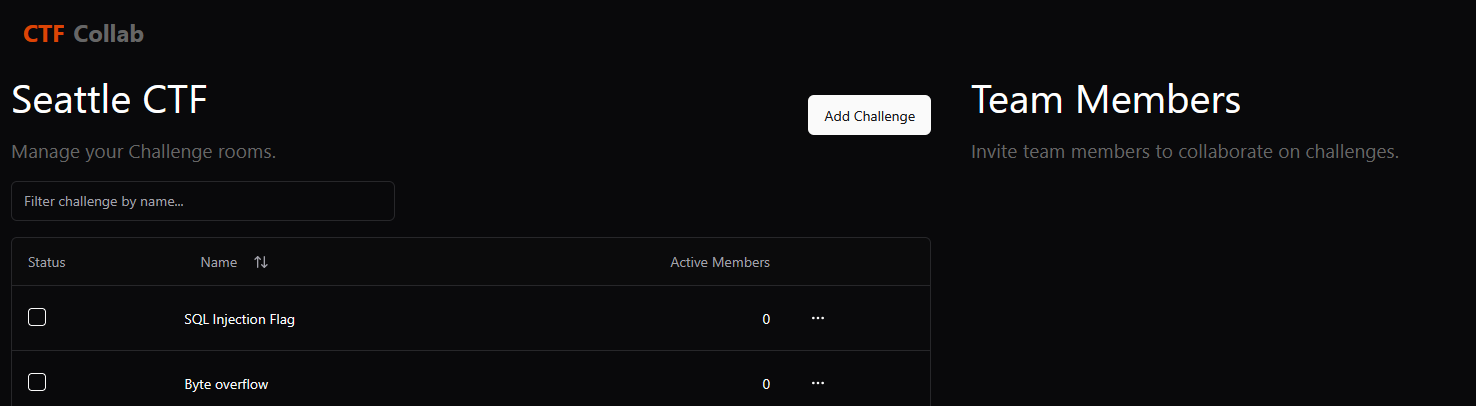 CTF Collab
Seattle CTF
Add Challenge
Manage your Challenge rooms.
Filter challenge by name...
Status Name Active Members
SQL Injection Flag 0 ...
Byte overflow 0 ...
Team Members
Invite team members to collaborate on challenges.